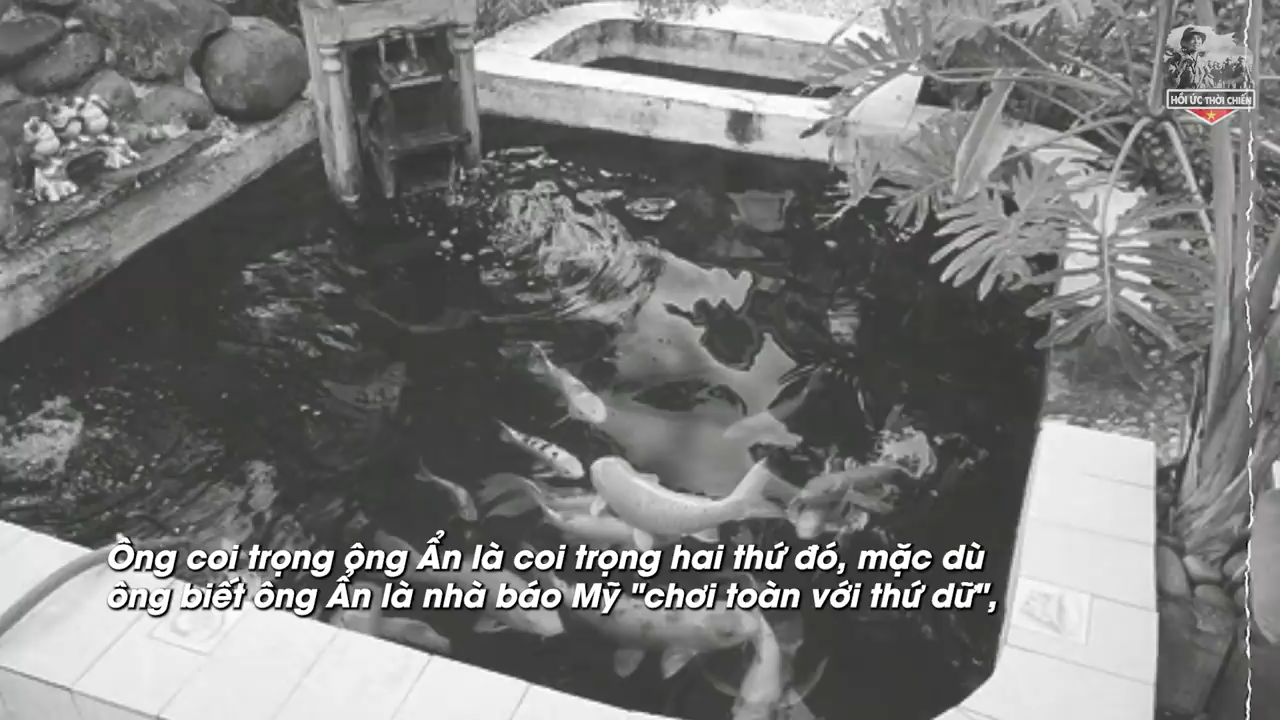 HỒI ỨC THỜI CHIẾN
Ông coi trọng ông Ẩn là coi trọng hai thứ đó, mặc dù
ông biết ông Ẩn là nhà báo Mỹ "chơi toàn với thứ dữ",